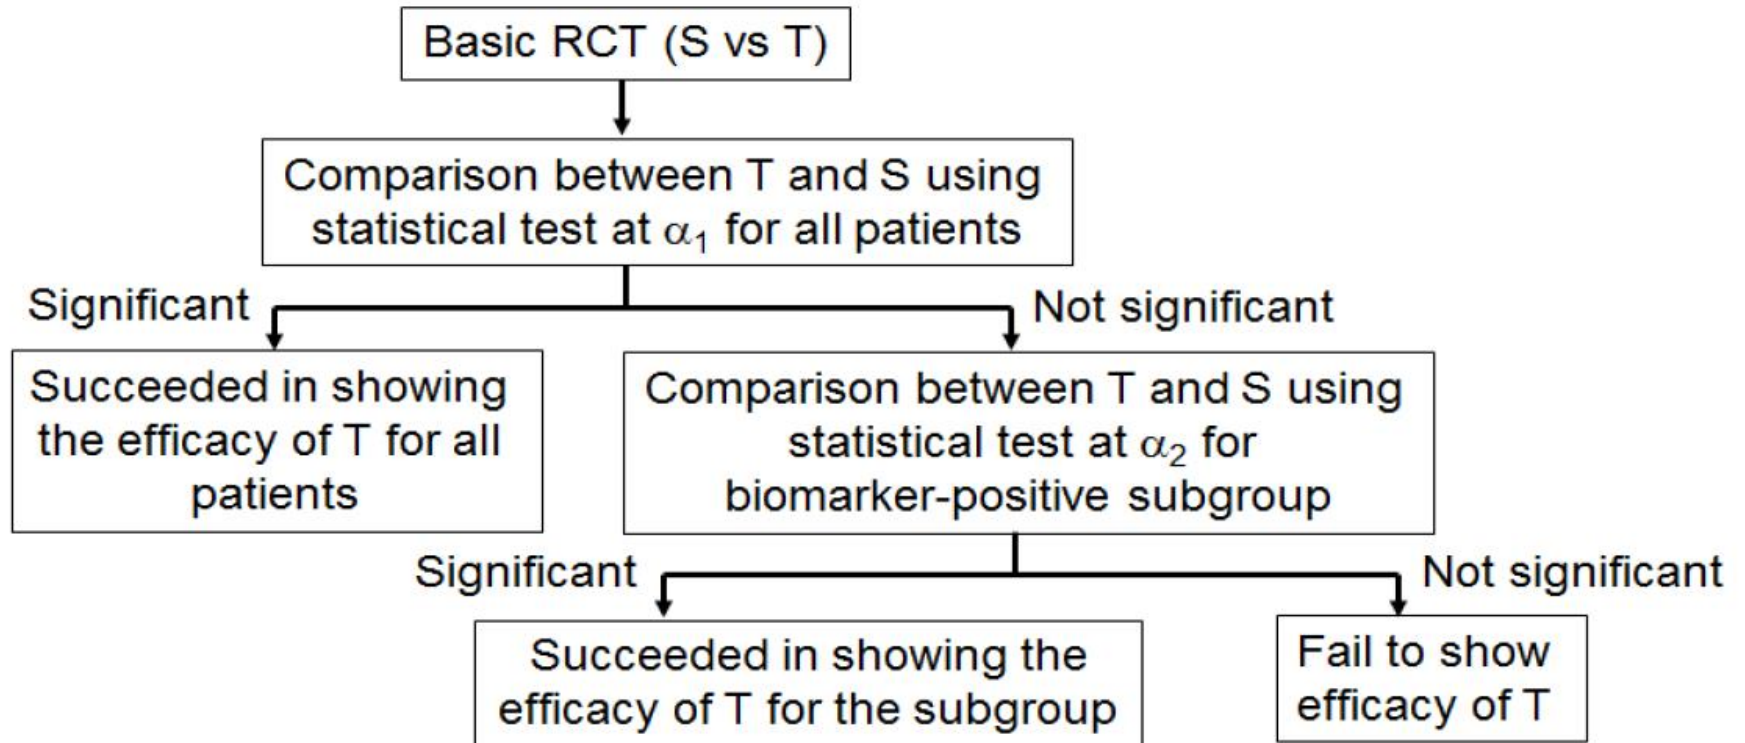 Basic RCT (S vs T)
Comparison between T and S using
statistical test at α₁ for all patients
Significant
Not significant
Succeeded in showing
the efficacy of T for all
patients
Comparison between T and S using
statistical test at α₂ for
biomarker-positive subgroup
Significant
Not significant
Succeeded in showing the
efficacy of T for the subgroup
Fail to show
efficacy of T